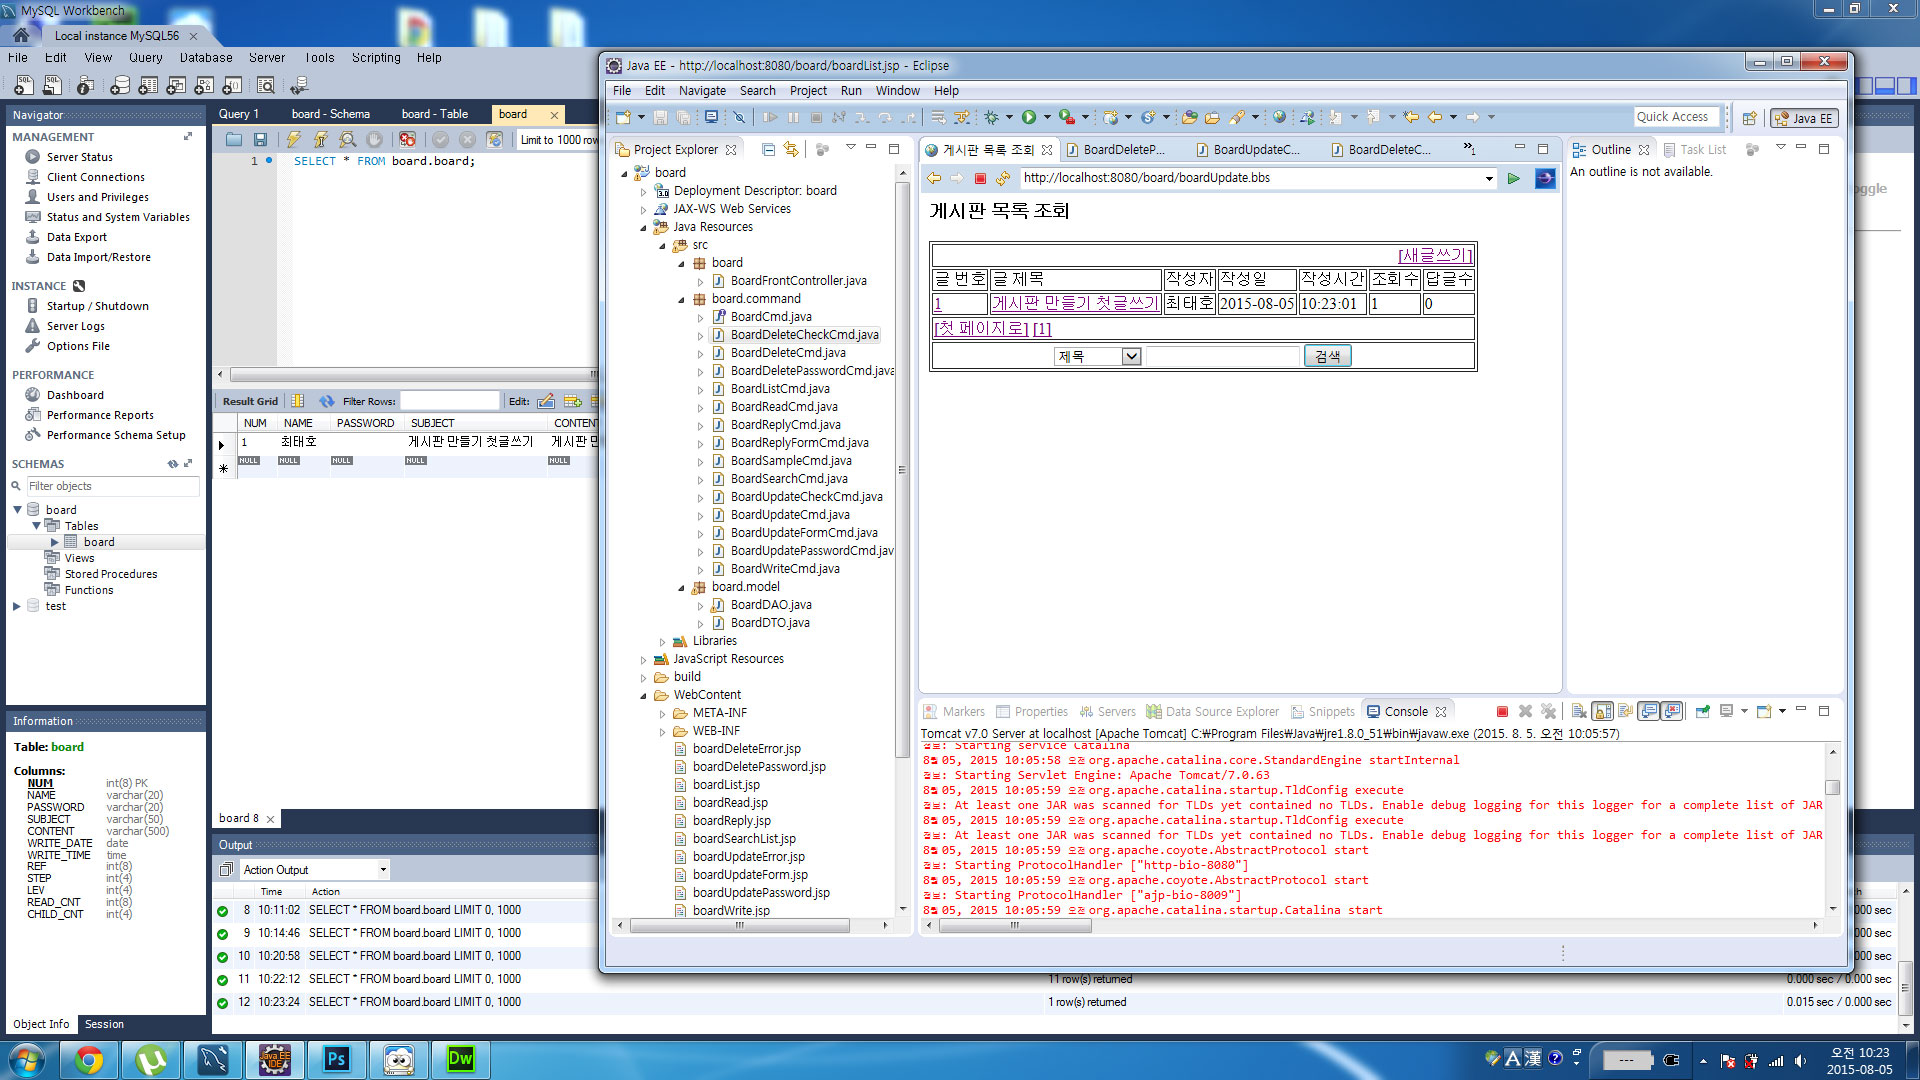 MySQL Workbench
Local instance MySQL56
File Edit View Query Database Server Tools Scripting Help
Navigator
MANAGEMENT
Server Status
Client Connections
Users and Privileges
Status and System Variables
Data Export
Data Import/Restore
INSTANCE
Startup / Shutdown
Server Logs
Options File
PERFORMANCE
Dashboard
Performance Reports
Performance Schema Setup
SCHEMAS
Filter objects
board
Tables
board
Views
Stored Procedures
Functions
test
Information
Table: board
Columns:
NUM int(8) PK
NAME varchar(20)
PASSWORD varchar(20)
SUBJECT varchar(50)
CONTENT varchar(500)
WRITE_DATE date
WRITE_TIME time
REF int(8)
STEP int(4)
LEV int(4)
READ_CNT int(8)
CHILD_CNT int(4)
Object Info Session
Query 1 board - Schema board - Table board
Limit to 1000 row
1 SELECT * FROM board.board;
Result Grid Filter Rows: Edit:
NUM NAME PASSWORD SUBJECT CONTEN
1 최태호 게시판 만들기 첫글쓰기 게시판 만
NULL NULL NULL NULL NULL
board 8
Output
Action Output
Time Action
8 10:11:02 SELECT * FROM board.board LIMIT 0, 1000
9 10:14:46 SELECT * FROM board.board LIMIT 0, 1000
10 10:20:58 SELECT * FROM board.board LIMIT 0, 1000
11 10:22:12 SELECT * FROM board.board LIMIT 0, 1000 11 row(s) returned 0.000 sec / 0.000 sec
12 10:23:24 SELECT * FROM board.board LIMIT 0, 1000 1 row(s) returned 0.015 sec / 0.000 sec
000 sec
000 sec
000 sec
Java EE - http://localhost:8080/board/boardList.jsp - Eclipse
File Edit Navigate Search Project Run Window Help
Quick Access Java EE
Project Explorer
board
Deployment Descriptor: board
JAX-WS Web Services
Java Resources
src
board
BoardFrontController.java
board.command
BoardCmd.java
BoardDeleteCheckCmd.java
BoardDeleteCmd.java
BoardDeletePasswordCmd.java
BoardListCmd.java
BoardReadCmd.java
BoardReplyCmd.java
BoardReplyFormCmd.java
BoardSampleCmd.java
BoardSearchCmd.java
BoardUpdateCheckCmd.java
BoardUpdateCmd.java
BoardUpdateFormCmd.java
BoardUpdatePasswordCmd.jav
BoardWriteCmd.java
board.model
BoardDAO.java
BoardDTO.java
Libraries
JavaScript Resources
build
WebContent
META-INF
WEB-INF
boardDeleteError.jsp
boardDeletePassword.jsp
boardList.jsp
boardRead.jsp
boardReply.jsp
boardSearchList.jsp
boardUpdateError.jsp
boardUpdateForm.jsp
boardUpdatePassword.jsp
boardWrite.jsp
게시판 목록 조회 BoardDeleteP... BoardUpdateC... BoardDeleteC... 1
http://localhost:8080/board/boardUpdate.bbs
게시판 목록 조회
[새글쓰기]
글 번호 글 제목 작성자 작성일 작성시간 조회수 답글수
1 게시판 만들기 첫글쓰기 최태호 2015-08-05 10:23:01 1 0
[첫 페이지로] [1]
제목 검색
Outline Task List
An outline is not available.
oggle
Markers Properties Servers Data Source Explorer Snippets Console
Tomcat v7.0 Server at localhost [Apache Tomcat] C:₩Program Files₩Java₩jre1.8.0_51₩bin₩javaw.exe (2015. 8. 5. 오전 10:05:57)
정보: Starting service Catalina
8월 05, 2015 10:05:58 오전 org.apache.catalina.core.StandardEngine startInternal
정보: Starting Servlet Engine: Apache Tomcat/7.0.63
8월 05, 2015 10:05:59 오전 org.apache.catalina.startup.TldConfig execute
정보: At least one JAR was scanned for TLDs yet contained no TLDs. Enable debug logging for this logger for a complete list of JAR
8월 05, 2015 10:05:59 오전 org.apache.catalina.startup.TldConfig execute
정보: At least one JAR was scanned for TLDs yet contained no TLDs. Enable debug logging for this logger for a complete list of JAR
8월 05, 2015 10:05:59 오전 org.apache.coyote.AbstractProtocol start
정보: Starting ProtocolHandler ["http-bio-8080"]
8월 05, 2015 10:05:59 오전 org.apache.coyote.AbstractProtocol start
정보: Starting ProtocolHandler ["ajp-bio-8009"]
8월 05, 2015 10:05:59 오전 org.apache.catalina.startup.Catalina start
Java EE IDE
Ps
Dw
A 漢
오전 10:23
2015-08-05